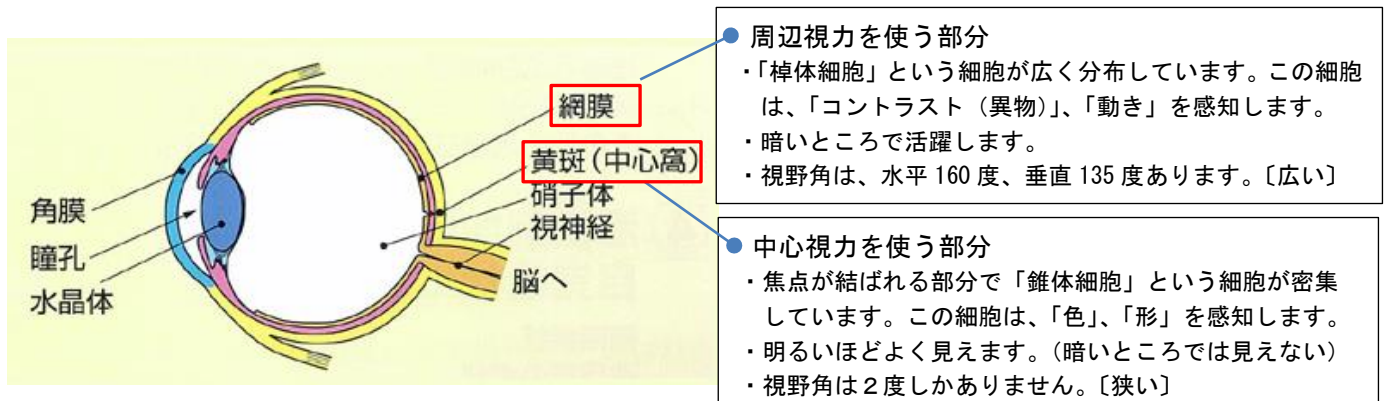 網膜
黄斑(中心窩)
硝子体
視神経
脳へ
角膜
瞳孔
水晶体
周辺視力を使う部分
・「棹体細胞」という細胞が広く分布しています。この細胞
は、「コントラスト（異物）」、「動き」を感知します。
・暗いところで活躍します。
・視野角は、水平 160 度、垂直 135 度あります。〔広い〕
中心視力を使う部分
・焦点が結ばれる部分で「錐体細胞」という細胞が密集
しています。この細胞は、「色」、「形」を感知します。
・明るいほどよく見えます。（暗いところでは見えない）
・視野角は２度しかありません。〔狭い〕